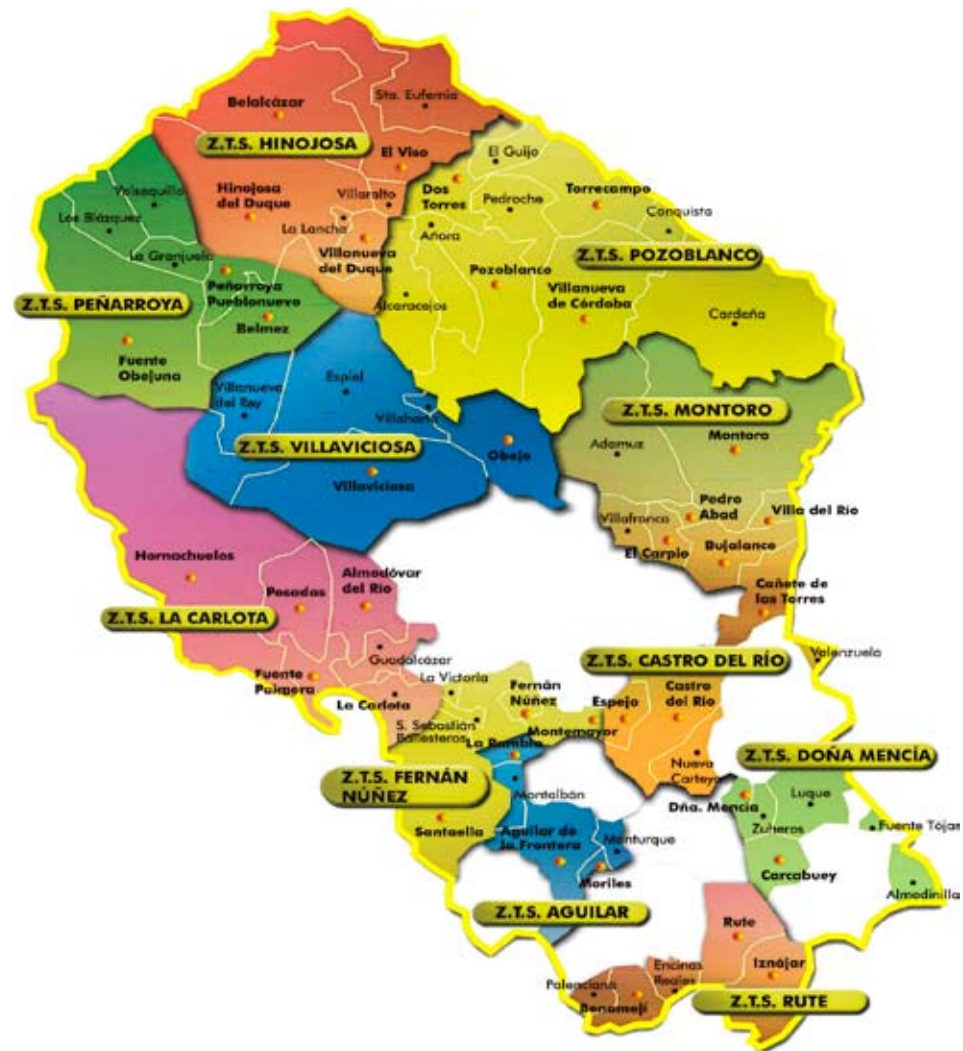 Belalcázar
Sta. Eufemia
Z.T.S. HINOJOSA
El Viso
El Guijo
Valsequillo
Hinojosa
del Duque
Villaralto
Dos
Torres
Pedroche
Torrecampo
Los Blázquez
La Lancha
Añora
Conquista
La Granjuela
Villanueva
del Duque
Z.T.S. POZOBLANCO
Peñarroya
Pueblonuevo
Pozoblanco
Villanueva
de Córdoba
Z.T.S. PEÑARROYA
Belmez
Alcaracejos
Cardeña
Fuente
Obejuna
Villanueva
del Rey
Espiel
Villaharta
Z.T.S. MONTORO
Z.T.S. VILLAVICIOSA
Obejo
Adamuz
Montoro
Villaviciosa
Pedro
Abad
Villa del Río
Villafranca
El Carpio
Bujalance
Hornachuelos
Posadas
Almodóvar
del Río
Cañete de
las Torres
Z.T.S. LA CARLOTA
Guadalcázar
Valenzuela
Fuente
Palmera
La Victoria
Z.T.S. CASTRO DEL RÍO
La Carlota
Fernán
Núñez
Espejo
Castro
del Río
S. Sebastián
Ballesteros
Montemayor
La Rambla
Nueva
Carteya
Z.T.S. DOÑA MENCÍA
Z.T.S. FERNÁN
NÚÑEZ
Montalbán
Dña. Mencía
Luque
Zuheros
Fuente Tójar
Santaella
Aguilar de
la Frontera
Monturque
Carcabuey
Moriles
Almodinilla
Z.T.S. AGUILAR
Rute
Encinas
Reales
Iznájar
Palenciana
Benamejí
Z.T.S. RUTE